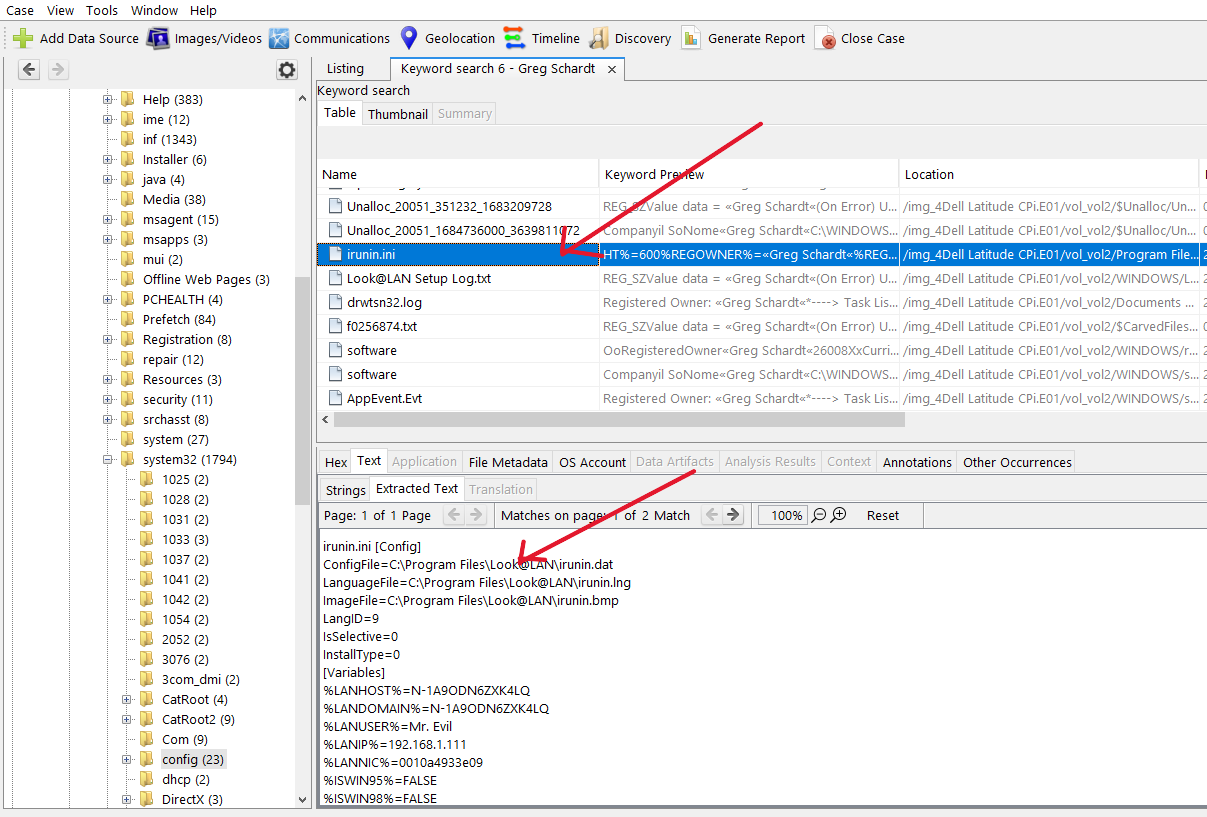 Case View Tools Window Help
Add Data Source Images/Videos Communications Geolocation Timeline Discovery Generate Report Close Case
Listing Keyword search 6 - Greg Schardt ×
Keyword search
Table Thumbnail Summary
Name Keyword Preview Location
Unalloc_20051_351232_1683209728 REG_SZValue data = «Greg Schardt«(On Error) U... /img_4Dell Latitude CPi.E01/vol_vol2/$Unalloc/Un...
Unalloc_20051_1684736000_3639811072 Companyil SoNome«Greg Schardt«C:\WINDOWS... /img_4Dell Latitude CPi.E01/vol_vol2/$Unalloc/Un...
irunin.ini HT%=600%REGOWNER%=«Greg Schardt«%REG... /img_4Dell Latitude CPi.E01/vol_vol2/Program File...
Look@LAN Setup Log.txt REG_SZValue data = «Greg Schardt«(On Error) U... /img_4Dell Latitude CPi.E01/vol_vol2/WINDOWS/L...
drwtsn32.log Registered Owner: «Greg Schardt«*----> Task Lis... /img_4Dell Latitude CPi.E01/vol_vol2/Documents ...
f0256874.txt REG_SZValue data = «Greg Schardt«(On Error) U... /img_4Dell Latitude CPi.E01/vol_vol2/$CarvedFiles...
software OoRegisteredOwner«Greg Schardt«26008XxCurri... /img_4Dell Latitude CPi.E01/vol_vol2/WINDOWS/r...
software Companyil SoNome«Greg Schardt«C:\WINDOWS... /img_4Dell Latitude CPi.E01/vol_vol2/WINDOWS/s...
AppEvent.Evt Registered Owner: «Greg Schardt«*----> Task Lis... /img_4Dell Latitude CPi.E01/vol_vol2/WINDOWS/s...
Help (383)
ime (12)
inf (1343)
Installer (6)
java (4)
Media (38)
msagent (15)
msapps (3)
mui (2)
Offline Web Pages (3)
PCHEALTH (4)
Prefetch (84)
Registration (8)
repair (12)
Resources (3)
security (11)
srchasst (8)
system (27)
system32 (1794)
1025 (2)
1028 (2)
1031 (2)
1033 (3)
1037 (2)
1041 (2)
1042 (2)
1054 (2)
2052 (2)
3076 (2)
3com_dmi (2)
CatRoot (4)
CatRoot2 (9)
Com (9)
config (23)
dhcp (2)
DirectX (3)
Hex Text Application File Metadata OS Account Data Artifacts Analysis Results Context Annotations Other Occurrences
Strings Extracted Text Translation
Page: 1 of 1 Page Matches on page: 1 of 2 Match 100% Reset
irunin.ini [Config]
ConfigFile=C:\Program Files\Look@LAN\irunin.dat
LanguageFile=C:\Program Files\Look@LAN\irunin.lng
ImageFile=C:\Program Files\Look@LAN\irunin.bmp
LangID=9
IsSelective=0
InstallType=0
[Variables]
%LANHOST%=N-1A9ODN6ZXK4LQ
%LANDOMAIN%=N-1A9ODN6ZXK4LQ
%LANUSER%=Mr. Evil
%LANIP%=192.168.1.111
%LANNIC%=0010a4933e09
%ISWIN95%=FALSE
%ISWIN98%=FALSE